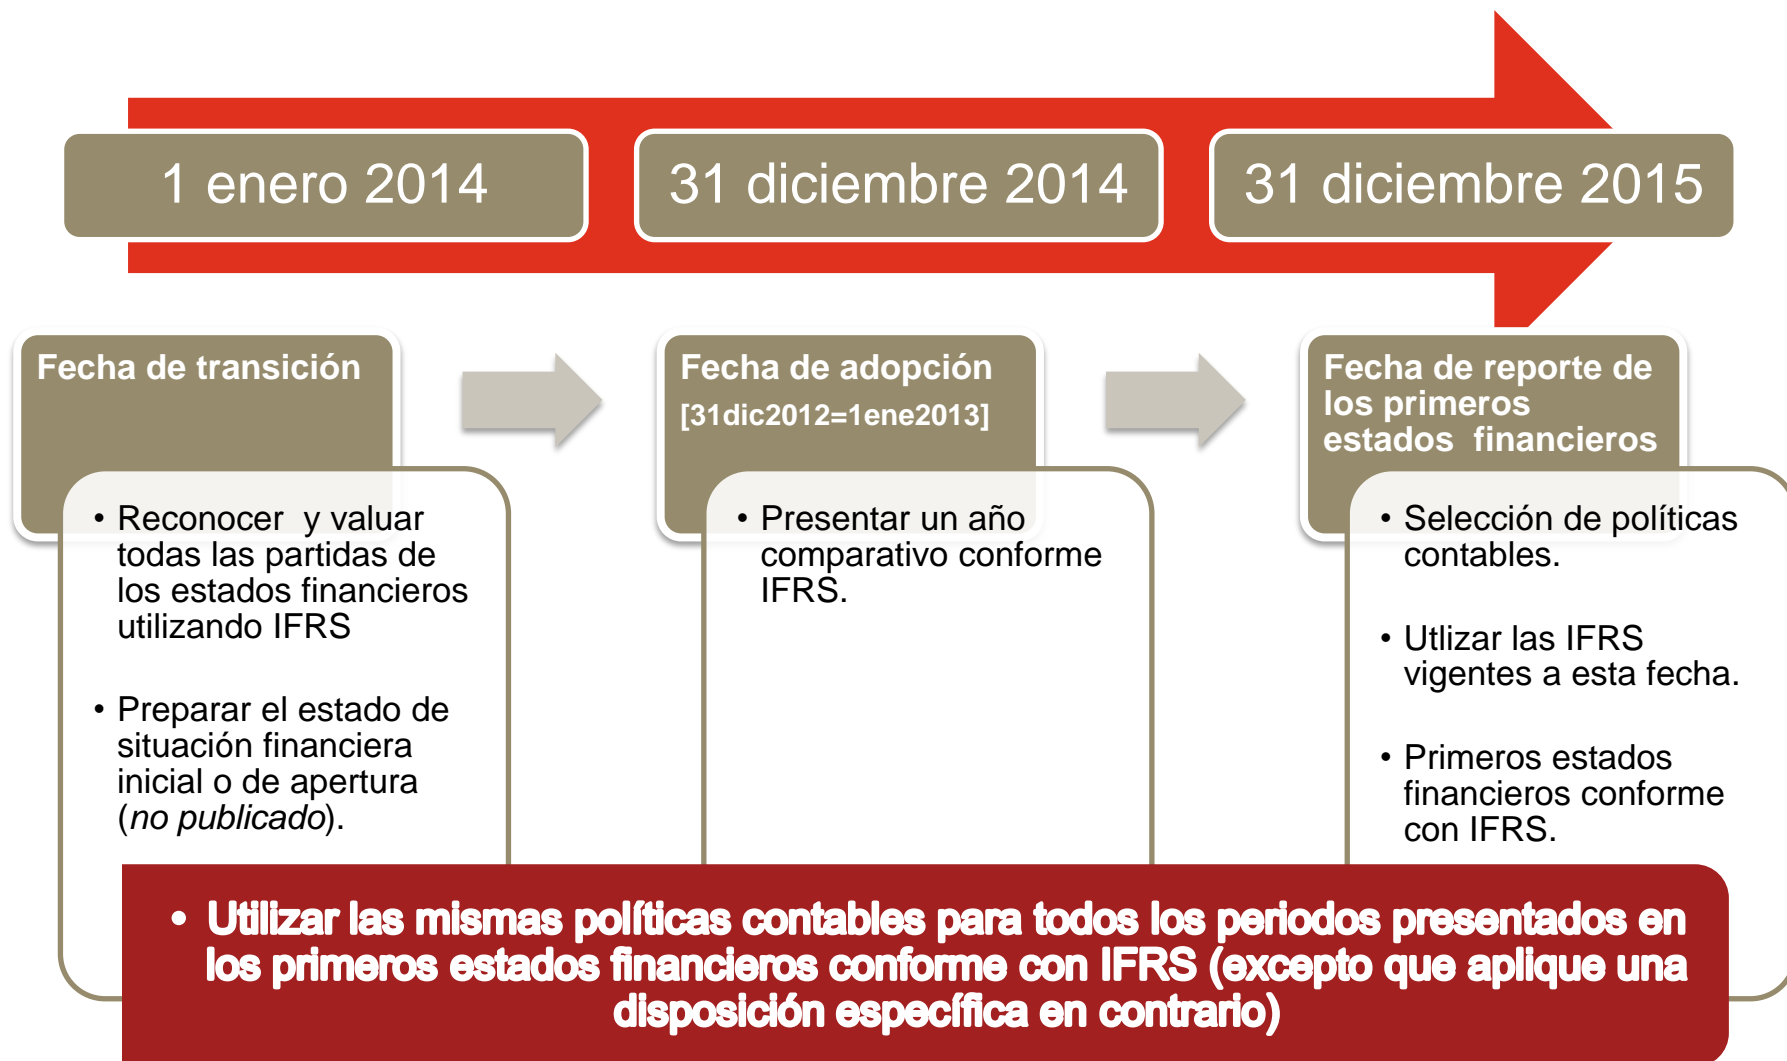 1 enero 2014
31 diciembre 2014
31 diciembre 2015
Fecha de transición
• Reconocer y valuar
todas las partidas de
los estados financieros
utilizando IFRS
• Preparar el estado de
situación financiera
inicial o de apertura
(no publicado).
Fecha de adopción
[31dic2012=1ene2013]
• Presentar un año
comparativo conforme
IFRS.
Fecha de reporte de
los primeros
estados financieros
• Selección de políticas
contables.
• Utlizar las IFRS
vigentes a esta fecha.
• Primeros estados
financieros conforme
con IFRS.
• Utilizar las mismas políticas contables para todos los periodos presentados en
los primeros estados financieros conforme con IFRS (excepto que aplique una
disposición específica en contrario)